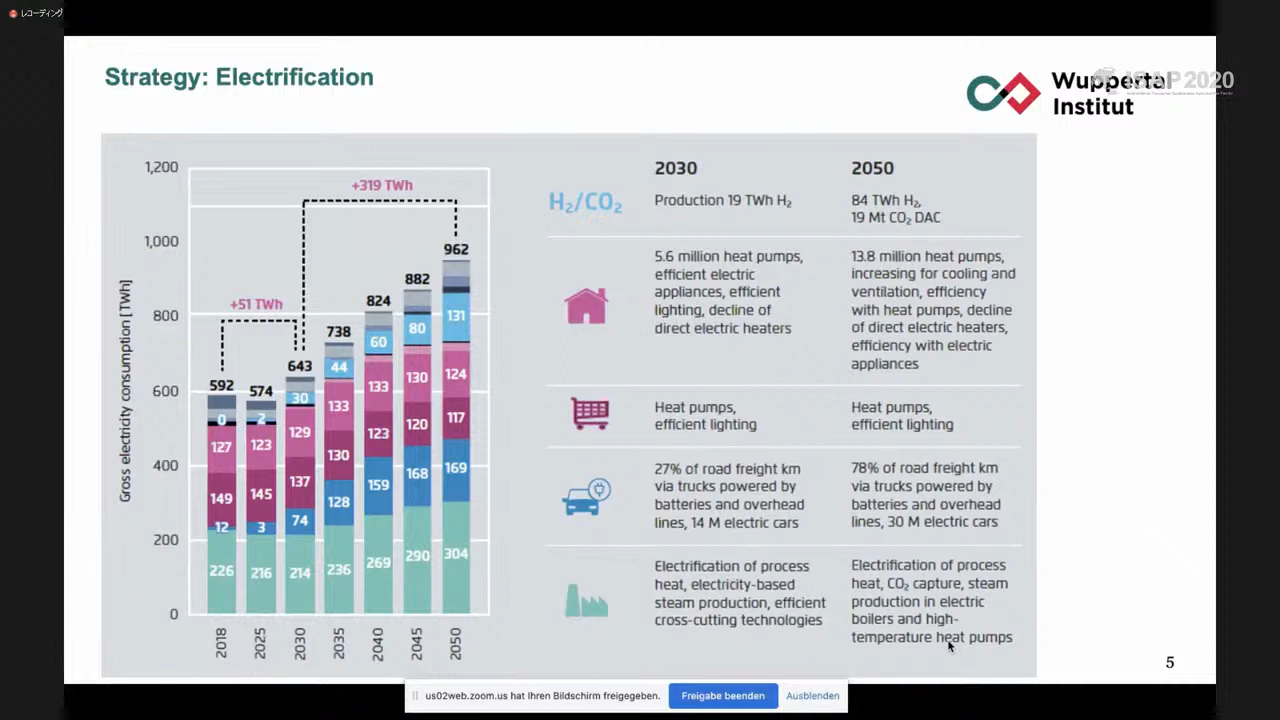 レコーディング
Strategy: Electrification
Wuppertal
Institut
ISAP 2020
Gross electricity consumption [TWh]
1,200
1,000
800
600
400
200
0
+51 TWh
+319 TWh
592
0
127
149
12
226
2018
574
2
123
145
3
216
2025
643
30
129
137
74
214
2030
738
44
133
130
128
236
2035
824
60
133
123
159
269
2040
882
80
130
120
168
290
2045
962
131
124
117
169
304
2050
2030
2050
H₂/CO₂
Production 19 TWh H₂
84 TWh H₂,
19 Mt CO₂ DAC
5.6 million heat pumps,
efficient electric
appliances, efficient
lighting, decline of
direct electric heaters
13.8 million heat pumps,
increasing for cooling and
ventilation, efficiency
with heat pumps, decline
of direct electric heaters,
efficiency with electric
appliances
Heat pumps,
efficient lighting
Heat pumps,
efficient lighting
27% of road freight km
via trucks powered by
batteries and overhead
lines, 14 M electric cars
78% of road freight km
via trucks powered by
batteries and overhead
lines, 30 M electric cars
Electrification of process
heat, electricity-based
steam production, efficient
cross-cutting technologies
Electrification of process
heat, CO₂ capture, steam
production in electric
boilers and high-
temperature heat pumps
5
us02web.zoom.us hat Ihren Bildschirm freigegeben.
Freigabe beenden
Ausblenden